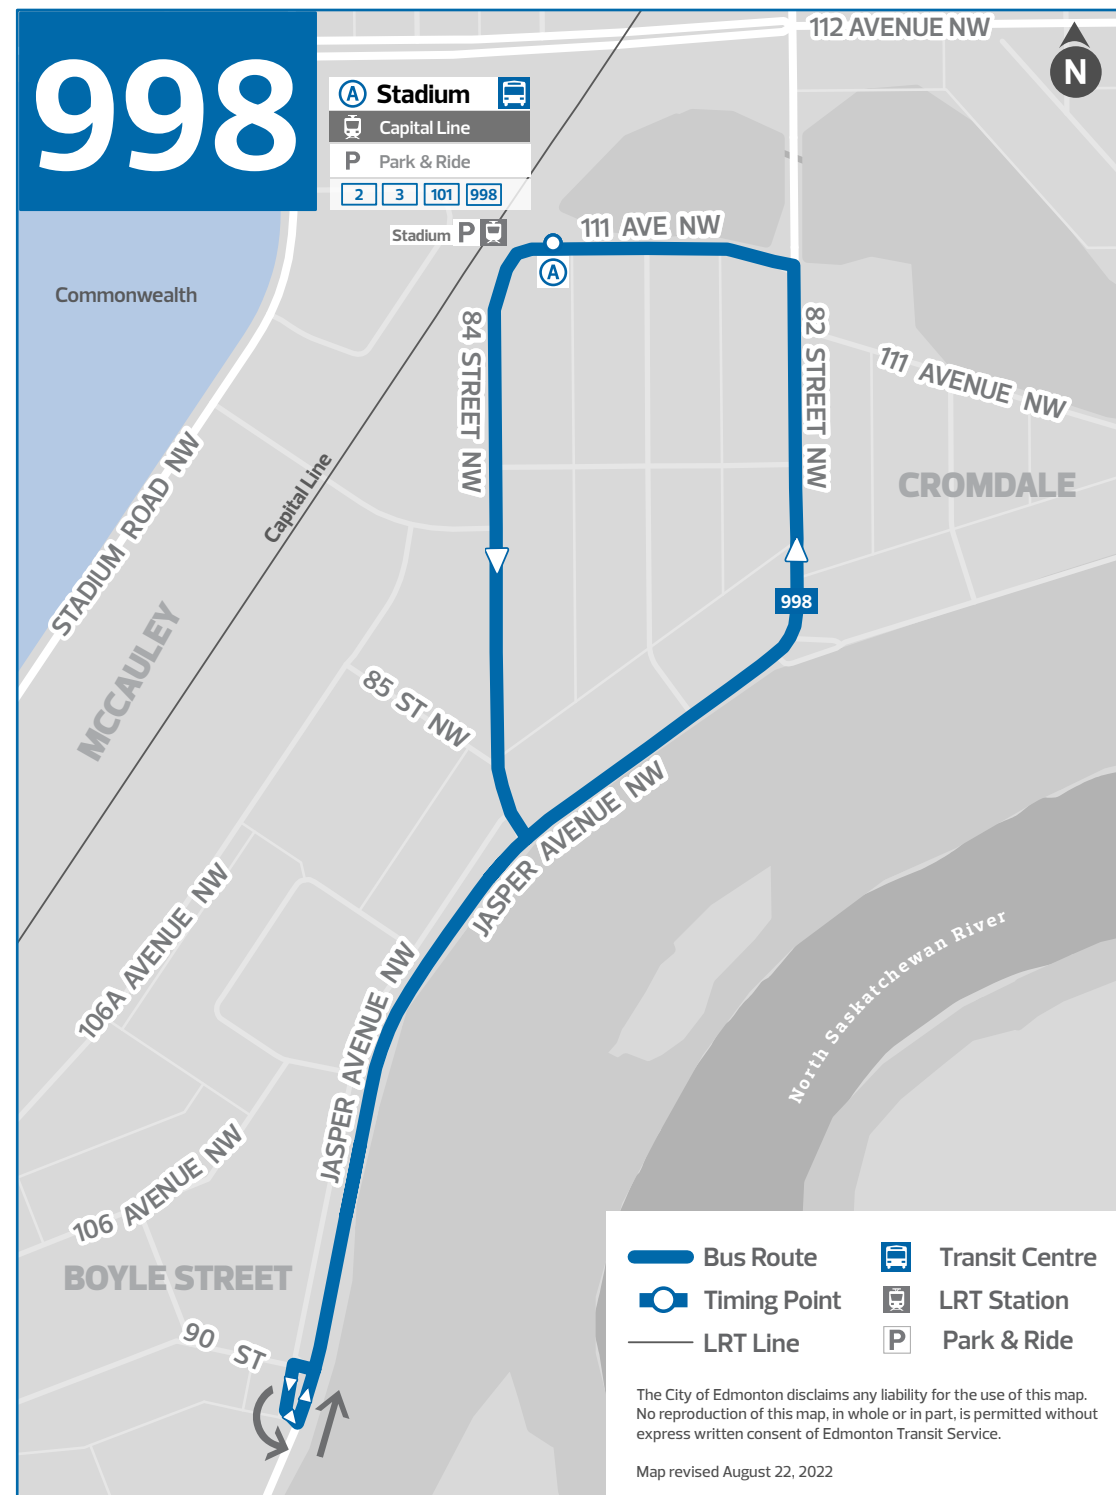 998
112 AVENUE NW
N
A Stadium
Capital Line
P Park & Ride
2 3 101 998
Stadium P
111 AVE NW
A
Commonwealth
84 STREET NW
82 STREET NW
111 AVENUE NW
STADIUM ROAD NW
Capital Line
CROMDALE
998
MCCAULEY
85 ST NW
JASPER AVENUE NW
106A AVENUE NW
JASPER AVENUE NW
North Saskatchewan River
106 AVENUE NW
BOYLE STREET
90 ST
Bus Route
Transit Centre
Timing Point
LRT Station
LRT Line
P Park & Ride
The City of Edmonton disclaims any liability for the use of this map.
No reproduction of this map, in whole or in part, is permitted without
express written consent of Edmonton Transit Service.
Map revised August 22, 2022